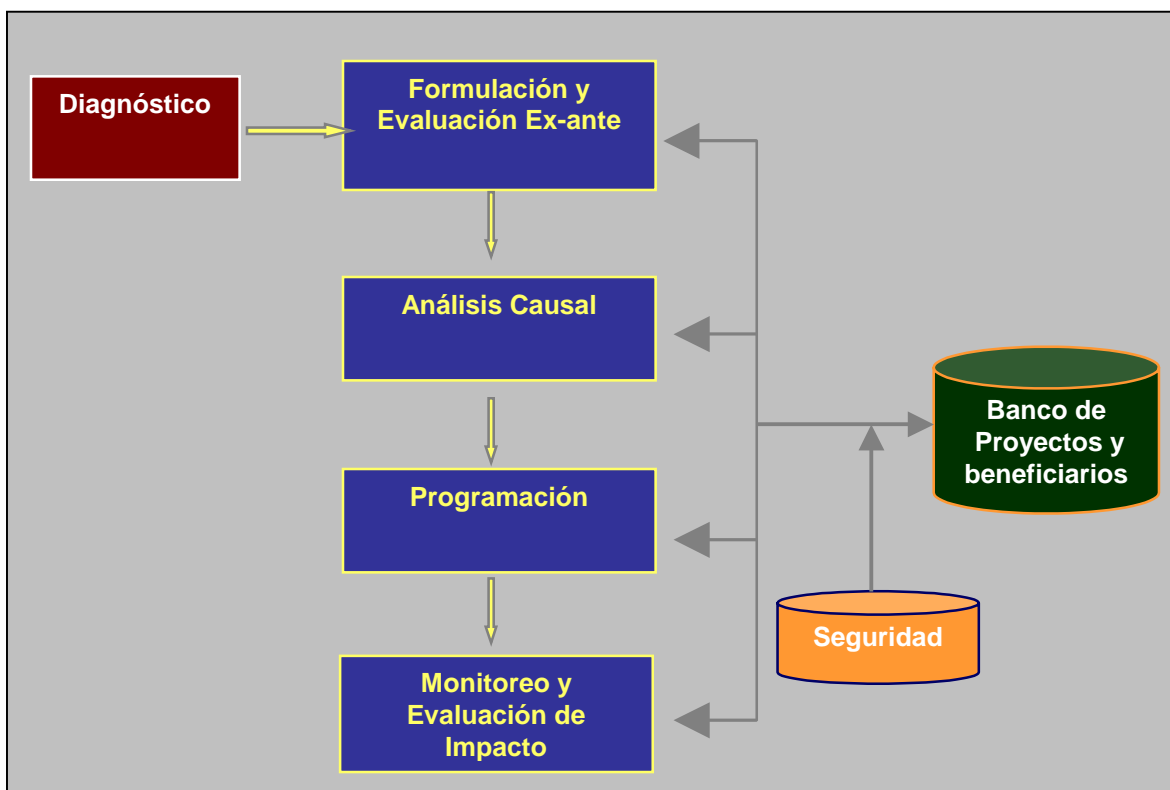 Diagnóstico
Formulación y
Evaluación Ex-ante
Análisis Causal
Programación
Monitoreo y
Evaluación de
Impacto
Banco de
Proyectos y
beneficiarios
Seguridad